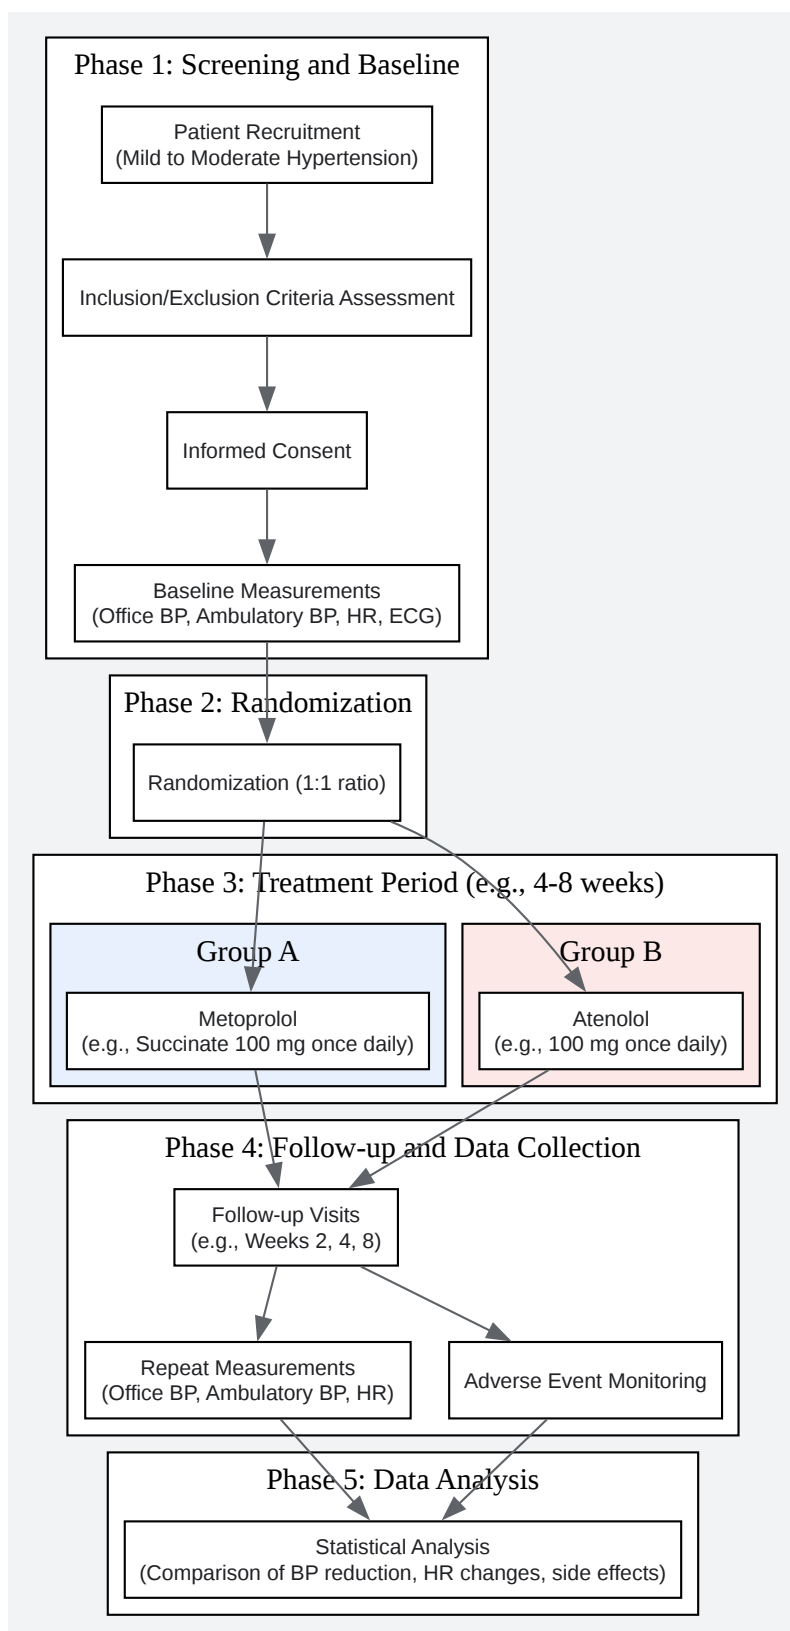 Phase 1: Screening and Baseline
Patient Recruitment
(Mild to Moderate Hypertension)
Inclusion/Exclusion Criteria Assessment
Informed Consent
Baseline Measurements
(Office BP, Ambulatory BP, HR, ECG)
Phase 2: Randomization
Randomization (1:1 ratio)
Phase 3: Treatment Period (e.g., 4-8 weeks)
Group A
Metoprolol
(e.g., Succinate 100 mg once daily)
Group B
Atenolol
(e.g., 100 mg once daily)
Phase 4: Follow-up and Data Collection
Follow-up Visits
(e.g., Weeks 2, 4, 8)
Repeat Measurements
(Office BP, Ambulatory BP, HR)
Adverse Event Monitoring
Phase 5: Data Analysis
Statistical Analysis
(Comparison of BP reduction, HR changes, side effects)